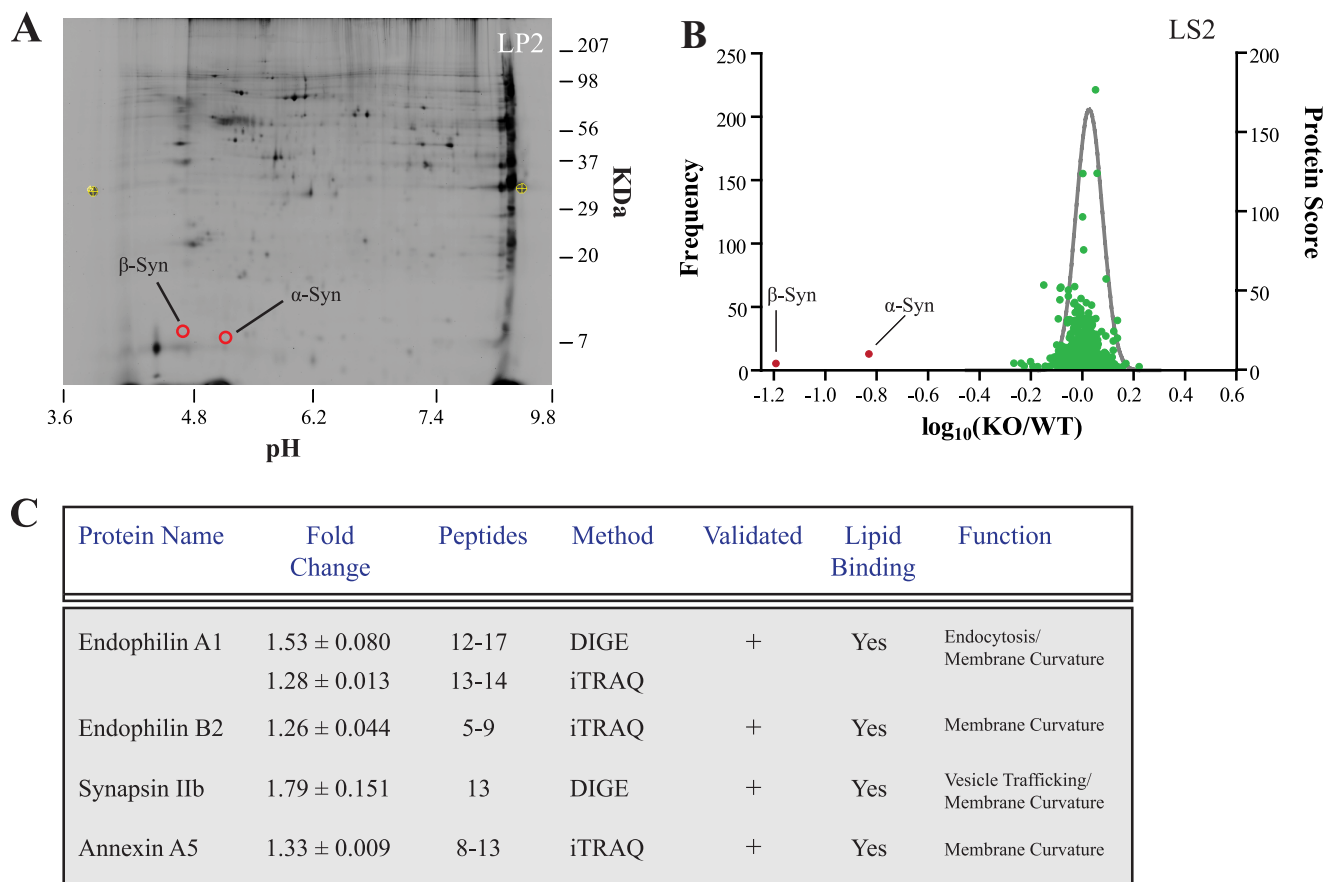 A
LP2
207
98
56
37
29
20
7
KDa
β-Syn
α-Syn
3.6 4.8 6.2 7.4 9.8
pH
B
LS2
250
200
150
100
50
0
Frequency
200
150
100
50
0
Protein Score
β-Syn
α-Syn
-1.2 -1.0 -0.8 -0.6 -0.4 -0.2 -0.0 0.2 0.4 0.6
log₁₀(KO/WT)
C
Protein Name Fold Change Peptides Method Validated Lipid Binding Function
Endophilin A1 1.53 ± 0.080 12-17 DIGE + Yes Endocytosis/ Membrane Curvature
1.28 ± 0.013 13-14 iTRAQ
Endophilin B2 1.26 ± 0.044 5-9 iTRAQ + Yes Membrane Curvature
Synapsin IIb 1.79 ± 0.151 13 DIGE + Yes Vesicle Trafficking/ Membrane Curvature
Annexin A5 1.33 ± 0.009 8-13 iTRAQ + Yes Membrane Curvature